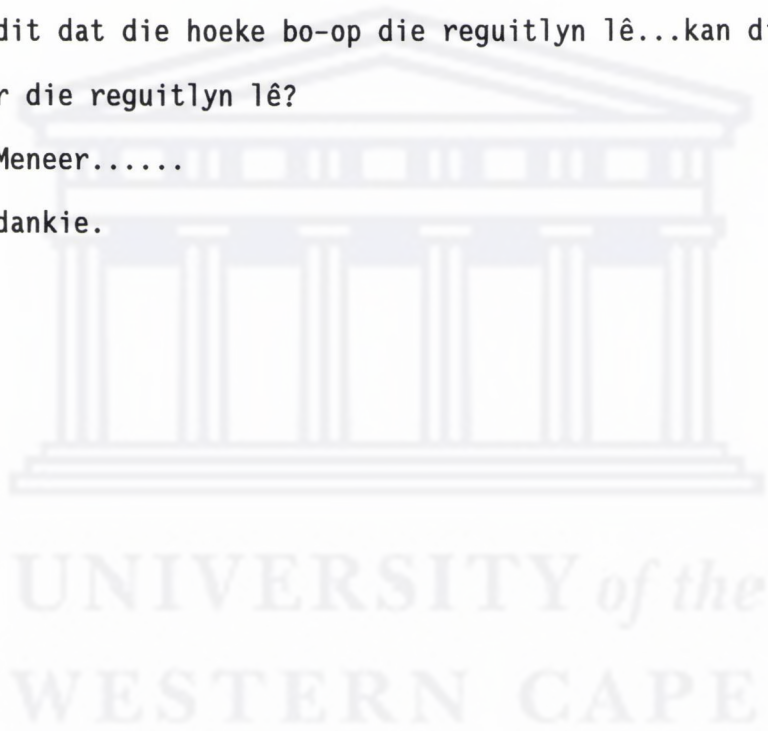 dit dat die hoeke bo-op die reguitlyn lê...kan d
r die reguitlyn lê?
Meneer......
dankie.
UNIVERSITY of the
WESTERN CAPE